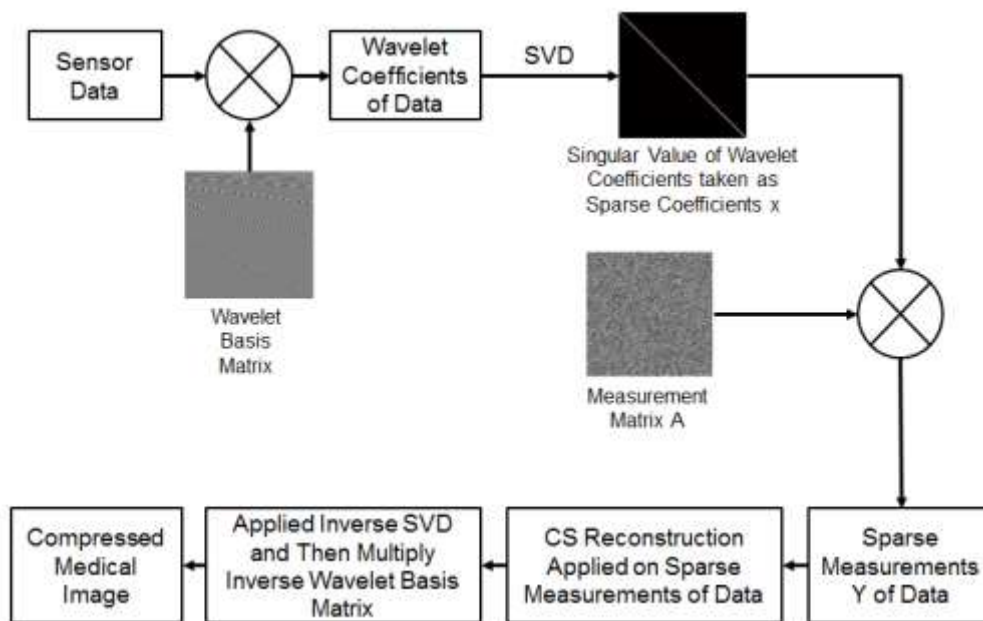 Sensor
Data
Wavelet
Coefficients
of Data
SVD
Singular Value of Wavelet
Coefficients taken as
Sparse Coefficients x
Wavelet
Basis
Matrix
Measurement
Matrix A
Compressed
Medical
Image
Applied Inverse SVD
and Then Multiply
Inverse Wavelet Basis
Matrix
CS Reconstruction
Applied on Sparse
Measurements of Data
Sparse
Measurements
Y of Data